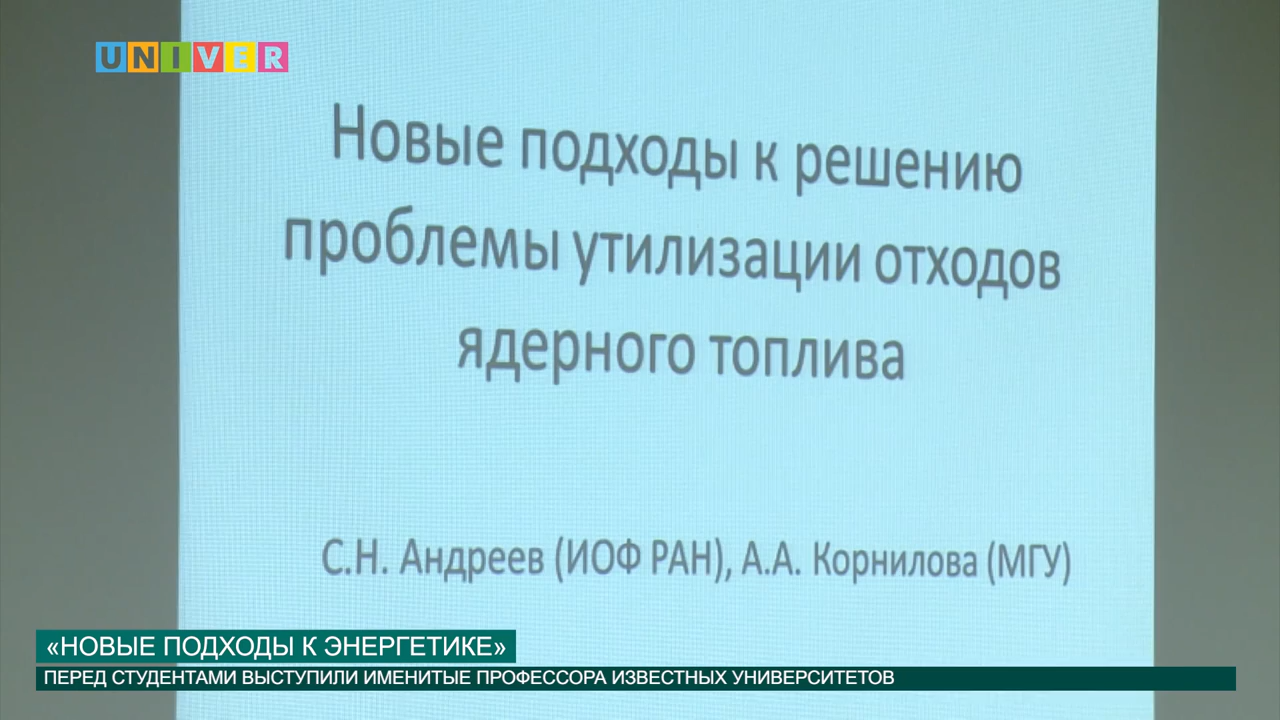 UNIVER
Новые подходы к решению
проблемы утилизации отходов
ядерного топлива
С.Н. Андреев (ИОФ РАН), А.А. Корнилова (МГУ)
«НОВЫЕ ПОДХОДЫ К ЭНЕРГЕТИКЕ»
ПЕРЕД СТУДЕНТАМИ ВЫСТУПИЛИ ИМЕНИТЫЕ ПРОФЕССОРА ИЗВЕСТНЫХ УНИВЕРСИТЕТОВ